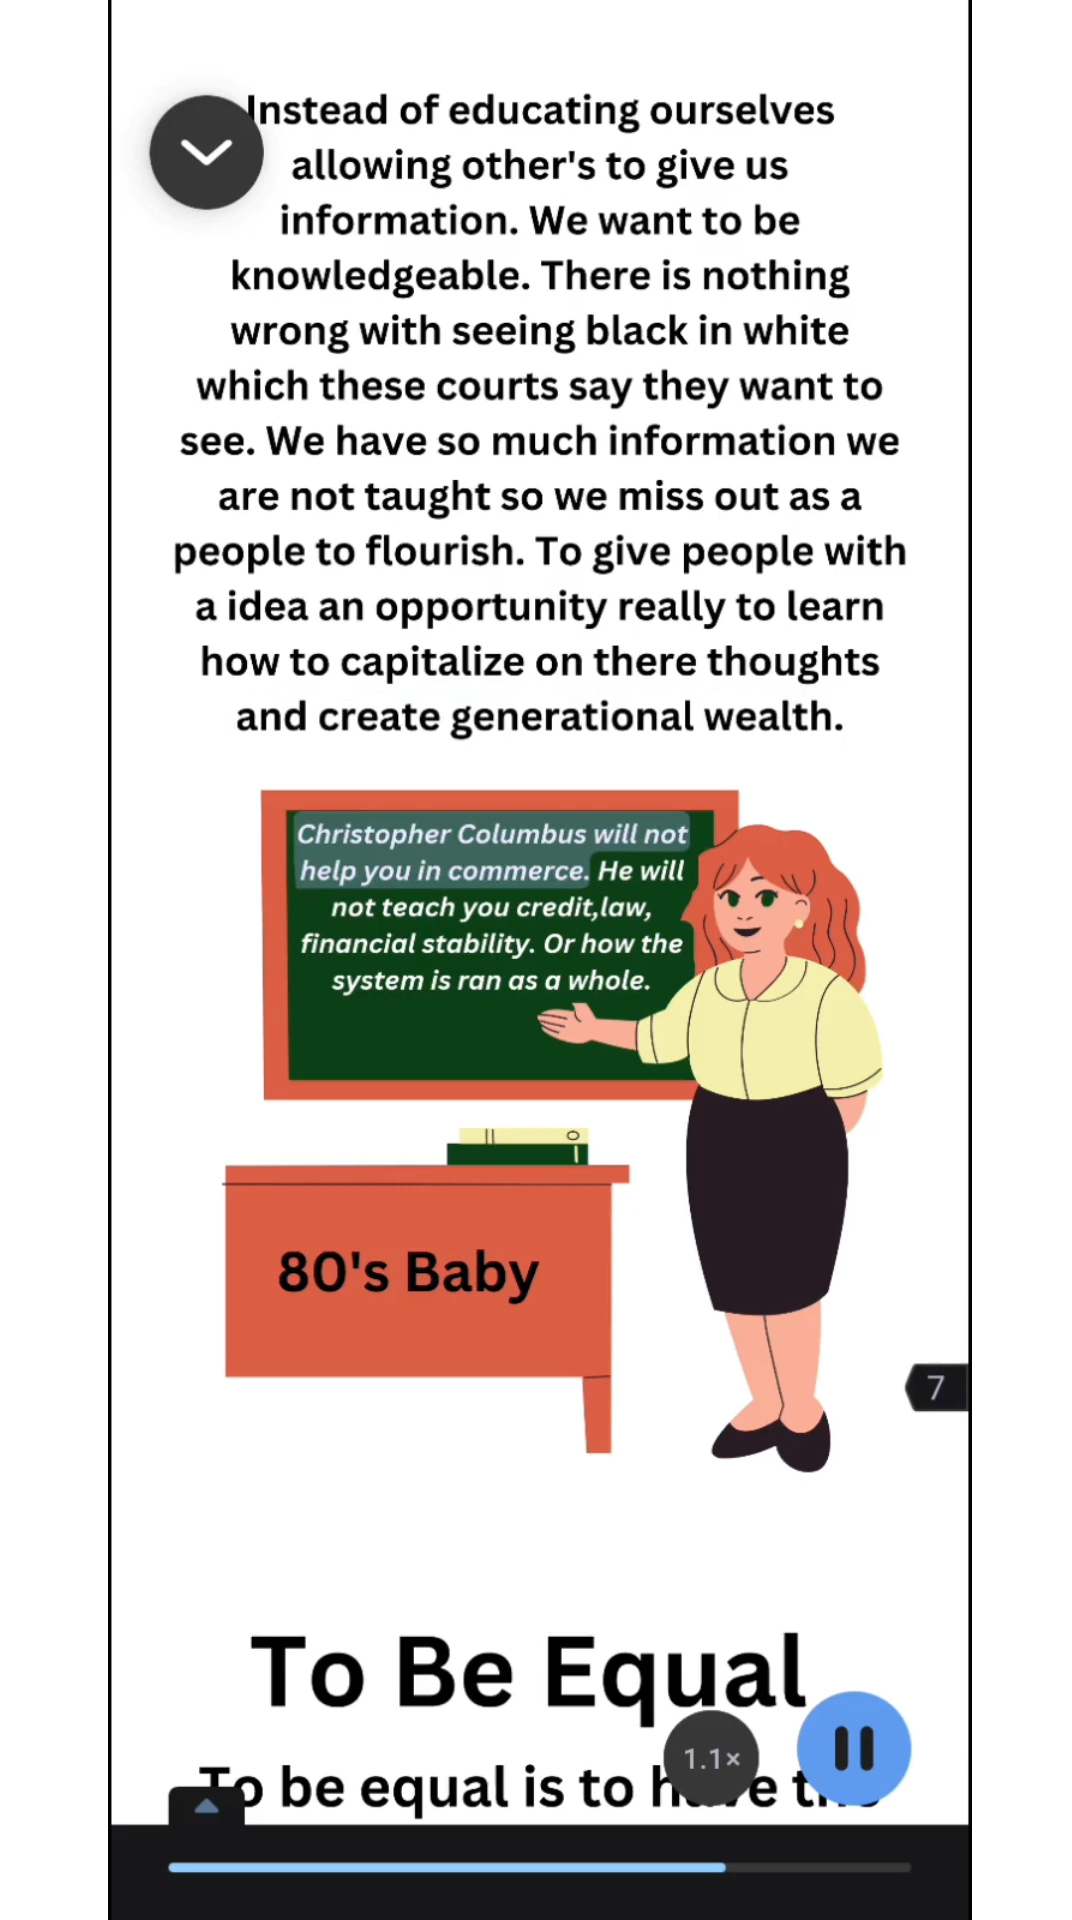 Instead of educating ourselves
allowing other's to give us
information. We want to be
knowledgeable. There is nothing
wrong with seeing black in white
which these courts say they want to
see. We have so much information we
are not taught so we miss out as a
people to flourish. To give people with
a idea an opportunity really to learn
how to capitalize on there thoughts
and create generational wealth.
Christopher Columbus will not
help you in commerce. He will
not teach you credit,law,
financial stability. Or how the
system is ran as a whole.
80's Baby
7
To Be Equal
1.1×
To be equal is to have the